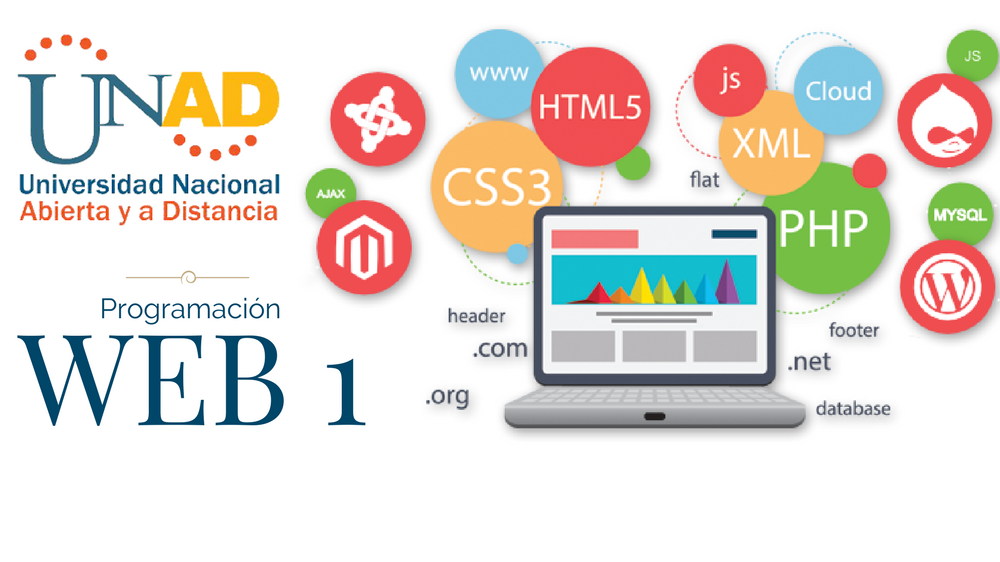 UNAD
Universidad Nacional
Abierta y a Distancia
Programación
WEB 1
AJAX
www
HTML5
CSS3
js
Cloud
XML
flat
PHP
JS
MYSQL
header
.com
.org
footer
.net
database